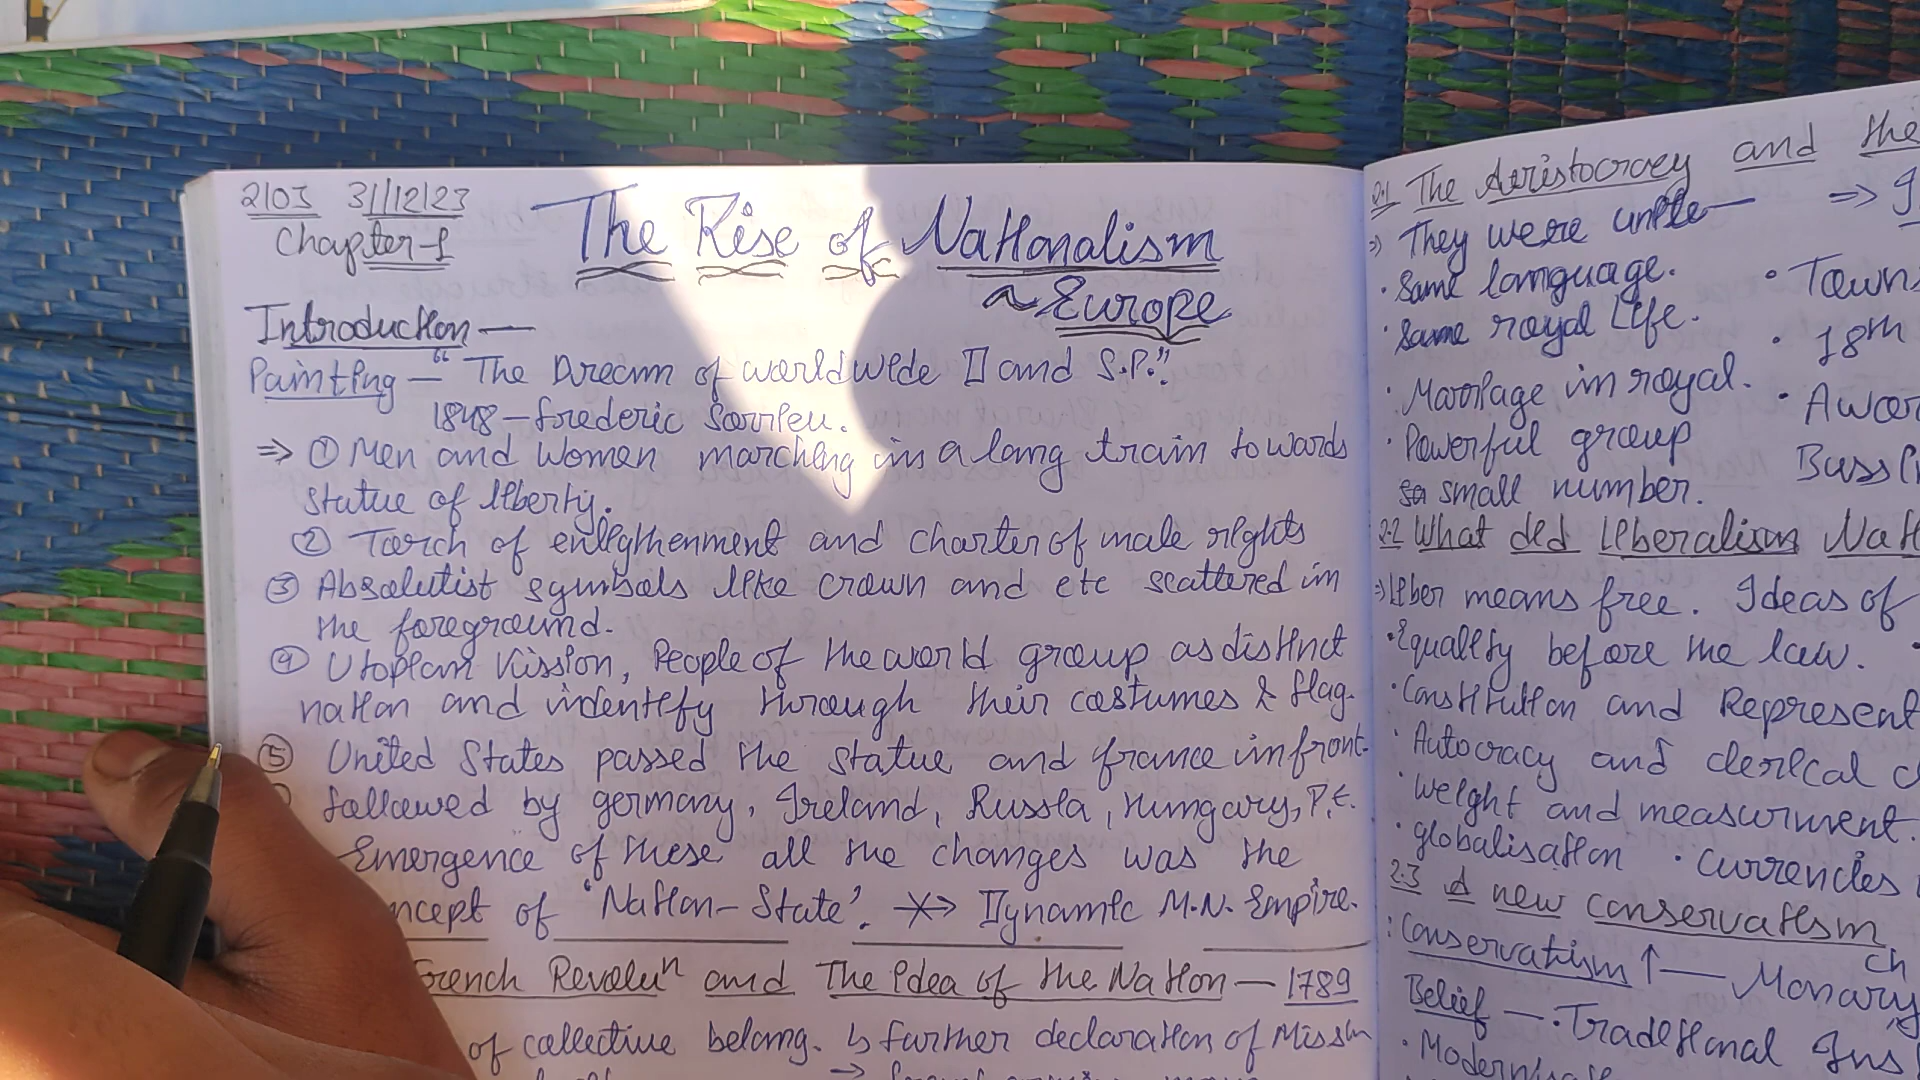 2103 31/12/23
Chapter-1
The Rise of Nationalism
~ Europe
Introduction —
Painting — "The Dream of worldwide D and S.R".
1848 – Frederic Sorrieu.
⇒ ① Men and Women marching in a long train towards
statue of liberty.
② Torch of enligthenment and charter of male rights
③ Absolutist symbols like crown and etc scattered in
the foreground.
④ Utopian Vission, People of the world group as distinct
nation and indentify through their costumes & flag.
⑤ United States passed the statue and france in front.
followed by germany, Ireland, Russia, Hungary, P.E.
Emergence of these all the changes was the
ncept of 'Nation-State'. Dynamic M.N. Empire.
French Revoluⁿ and The Idea of the Nation — 1789
of collective belong. ↳ further declaration of Missin
2.1 The Aristocracy and the
⇒ They were unite —
· Same language.
· Same royal life.
· Marriage in royal.
· Powerful group
small number.
⇒
• Town
• 18th
2.2 What did liberalism Nati
⇒ Liber means free. Ideas of
· Equality before the law.
· Constitution and Represent
· Autocracy and clerical
· Weight and measurment.
· globalisation · currencies
2.3 A new conservatism
: Conservatism ↑ — Monary
ch
Belief — · Traditional Ins